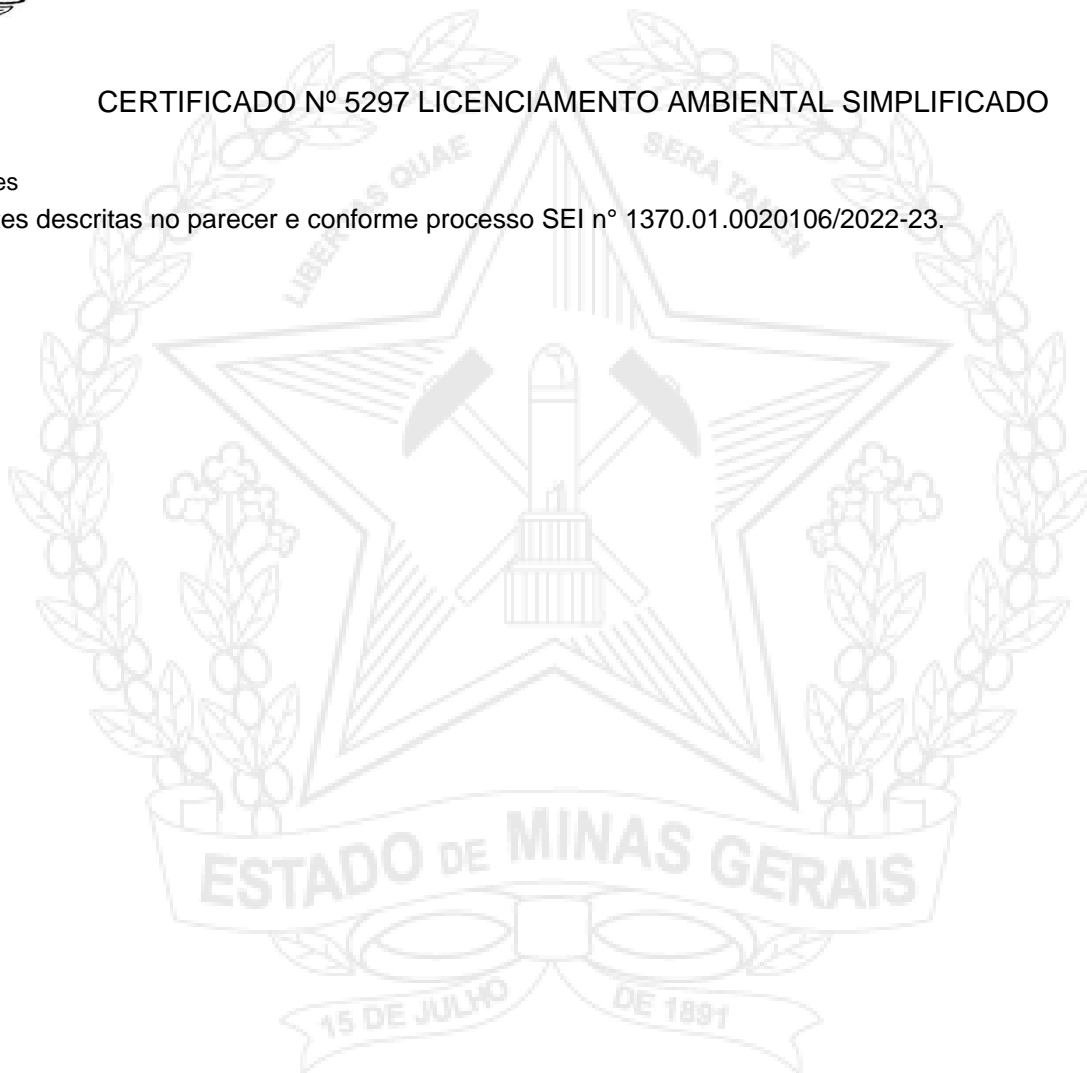 CERTIFICADO Nº 5297 LICENCIAMENTO AMBIENTAL SIMPLIFICADO
es
es descritas no parecer e conforme processo SEI n° 1370.01.0020106/2022-23.
LIBERTAS QUAE SERA TAMEN
ESTADO DE MINAS GERAIS
15 DE JULHO DE 1891